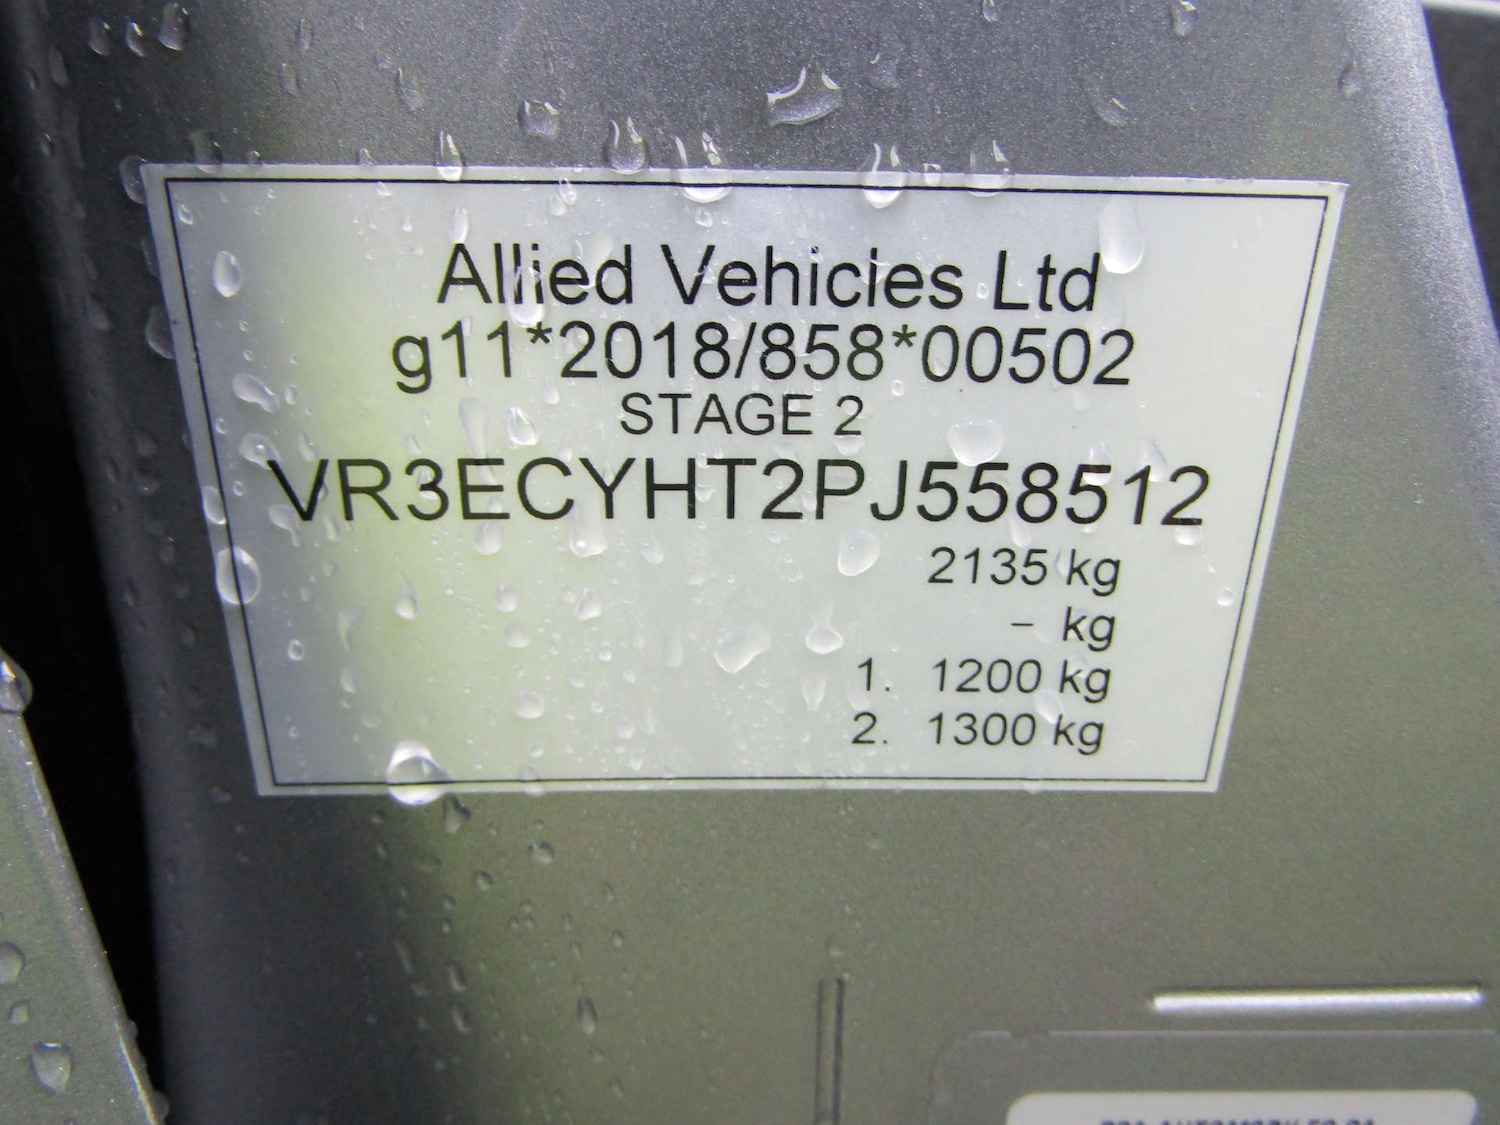 Allied Vehicles Ltd
g11*2018/858*00502
STAGE 2
VR3ECYHT2PJ558512
2135 kg
– kg
1. 1200 kg
2. 1300 kg